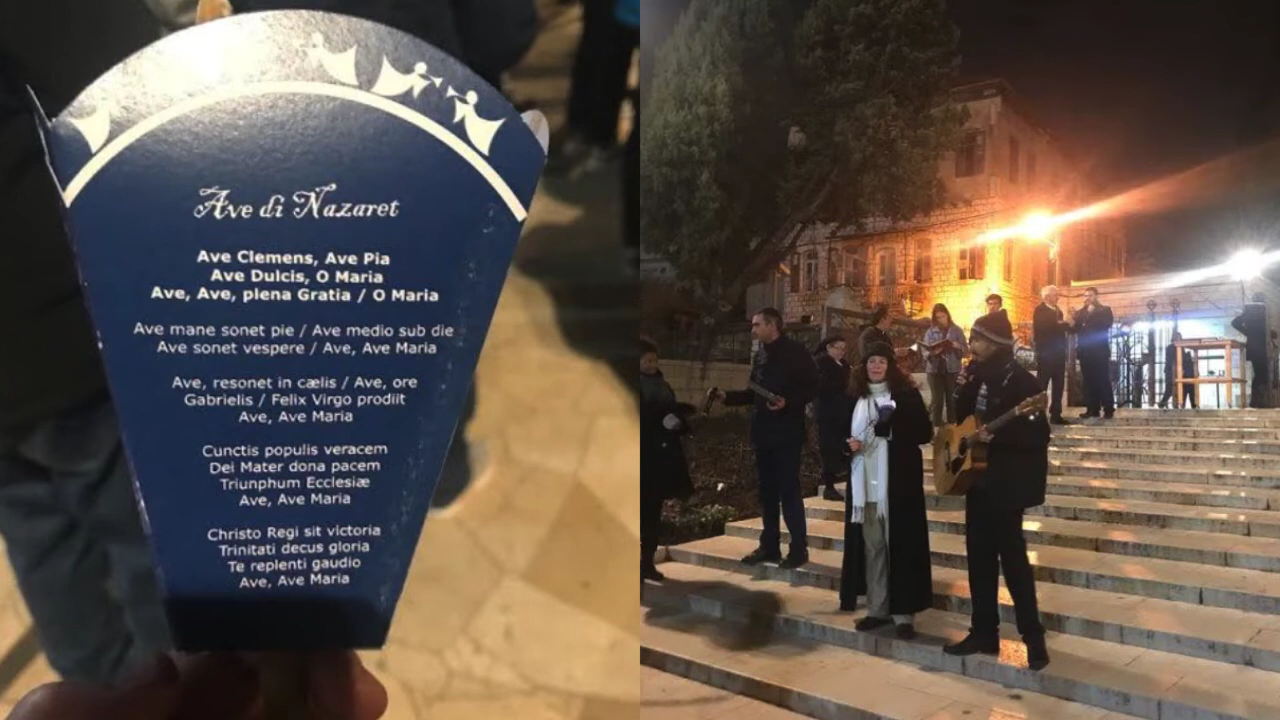 Ave di Nazaret
Ave Clemens, Ave Pia
Ave Dulcis, O Maria
Ave, Ave, plena Gratia / O Maria
Ave mane sonet pie / Ave medio sub die
Ave sonet vespere / Ave, Ave Maria
Ave, resonet in cælis / Ave, ore
Gabrielis / Felix Virgo prodiit
Ave, Ave Maria
Cunctis populis veracem
Dei Mater dona pacem
Triunphum Ecclesiæ
Ave, Ave Maria
Christo Regi sit victoria
Trinitati decus gloria
Te replenti gaudio
Ave, Ave Maria